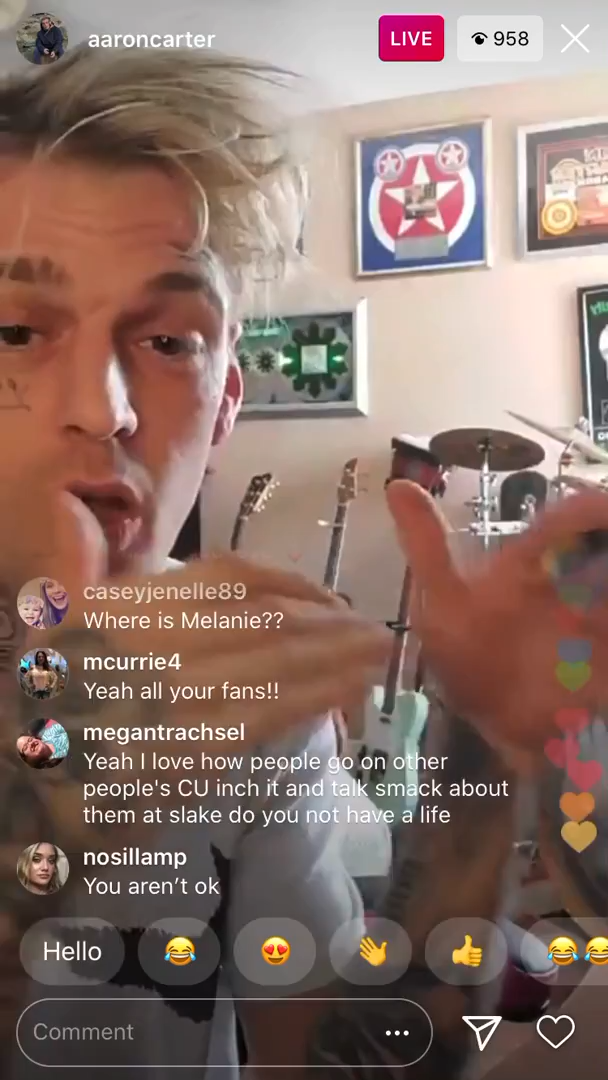 aaroncarter
LIVE
958
caseyjenelle89
Where is Melanie??
mcurrie4
Yeah all your fans!!
megantrachsel
Yeah I love how people go on other
people's CU inch it and talk smack about
them at slake do you not have a life
nosillamp
You aren’t ok
Hello
Comment